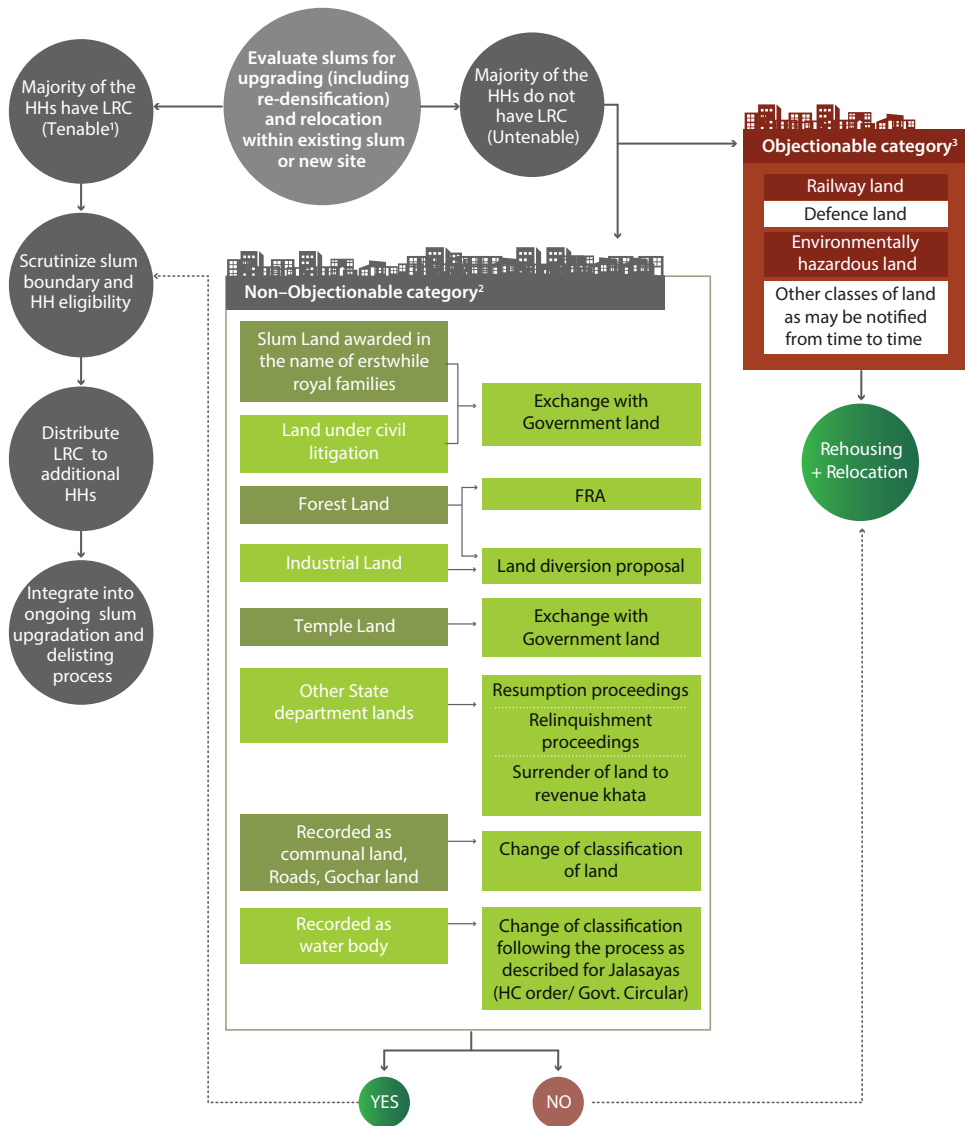 Evaluate slums for
upgrading (including
re-densification)
and relocation
within existing slum
or new site
Majority of the
HHs have LRC
(Tenable¹)
Majority of the
HHs do not
have LRC
(Untenable)
Scrutinize slum
boundary and
HH eligibility
Distribute
LRC to
additional
HHs
Integrate into
ongoing slum
upgradation and
delisting
process
Objectionable category³
Railway land
Defence land
Environmentally
hazardous land
Other classes of land
as may be notified
from time to time
Rehousing
+ Relocation
Non–Objectionable category²
Slum Land awarded in
the name of erstwhile
royal families
Land under civil
litigation
Exchange with
Government land
Forest Land
FRA
Industrial Land
Land diversion proposal
Temple Land
Exchange with
Government land
Other State
department lands
Resumption proceedings
Relinquishment
proceedings
Surrender of land to
revenue khata
Recorded as
communal land,
Roads, Gochar land
Change of classification
of land
Recorded as
water body
Change of classification
following the process as
described for Jalasayas
(HC order/ Govt. Circular)
YES
NO